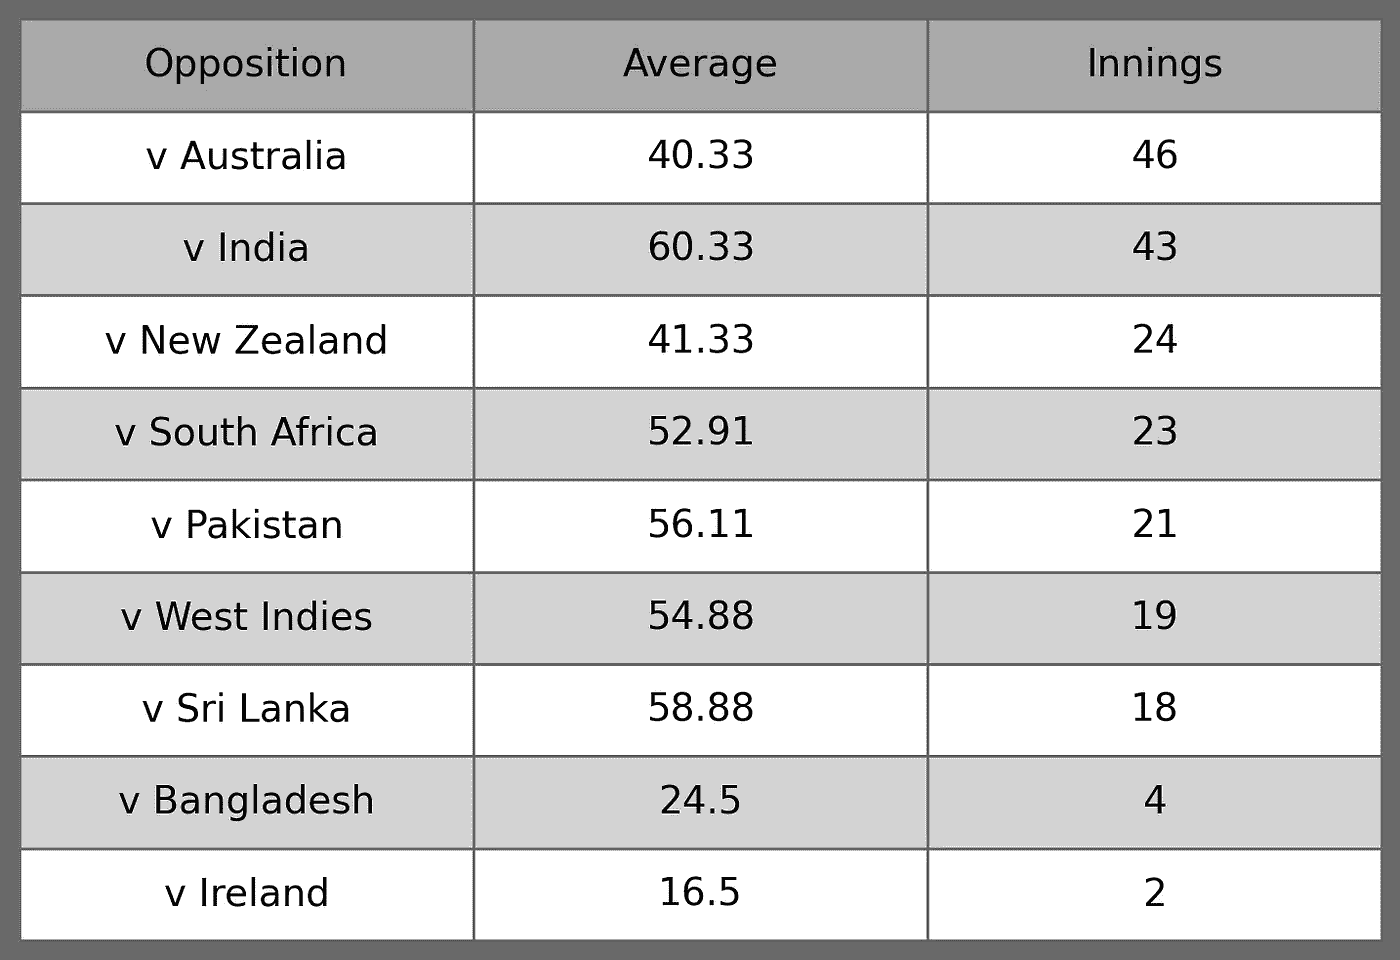 Opposition Average Innings
v Australia 40.33 46
v India 60.33 43
v New Zealand 41.33 24
v South Africa 52.91 23
v Pakistan 56.11 21
v West Indies 54.88 19
v Sri Lanka 58.88 18
v Bangladesh 24.5 4
v Ireland 16.5 2